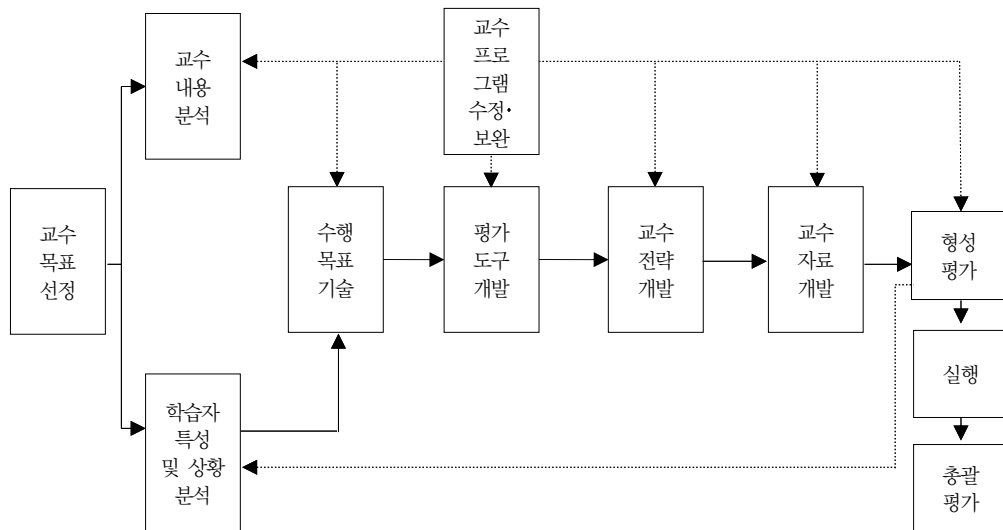 교수
내용
분석
교수
프로
그램
수정·
보완
교수
목표
선정
수행
목표
기술
평가
도구
개발
교수
전략
개발
교수
자료
개발
형성
평가
실행
학습자
특성
및 상황
분석
총괄
평가